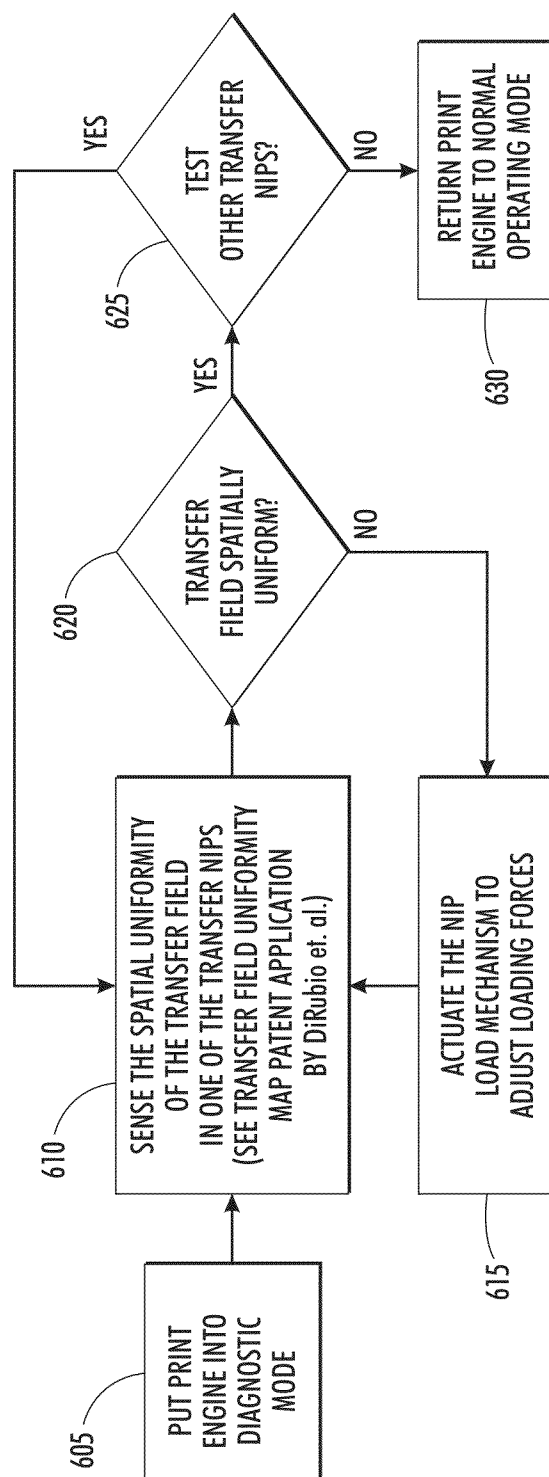 605
PUT PRINT
ENGINE INTO
DIAGNOSTIC
MODE
610
SENSE THE SPATIAL UNIFORMITY
OF THE TRANSFER FIELD
IN ONE OF THE TRANSFER NIPS
(SEE TRANSFER FIELD UNIFORMITY
MAP PATENT APPLICATION
BY DiRUBIO et. al.)
615
ACTUATE THE NIP
LOAD MECHANISM TO
ADJUST LOADING FORCES
620
TRANSFER
FIELD SPATIALLY
UNIFORM?
NO
YES
625
TEST
OTHER TRANSFER
NIPS?
YES
NO
RETURN PRINT
ENGINE TO NORMAL
OPERATING MODE
630